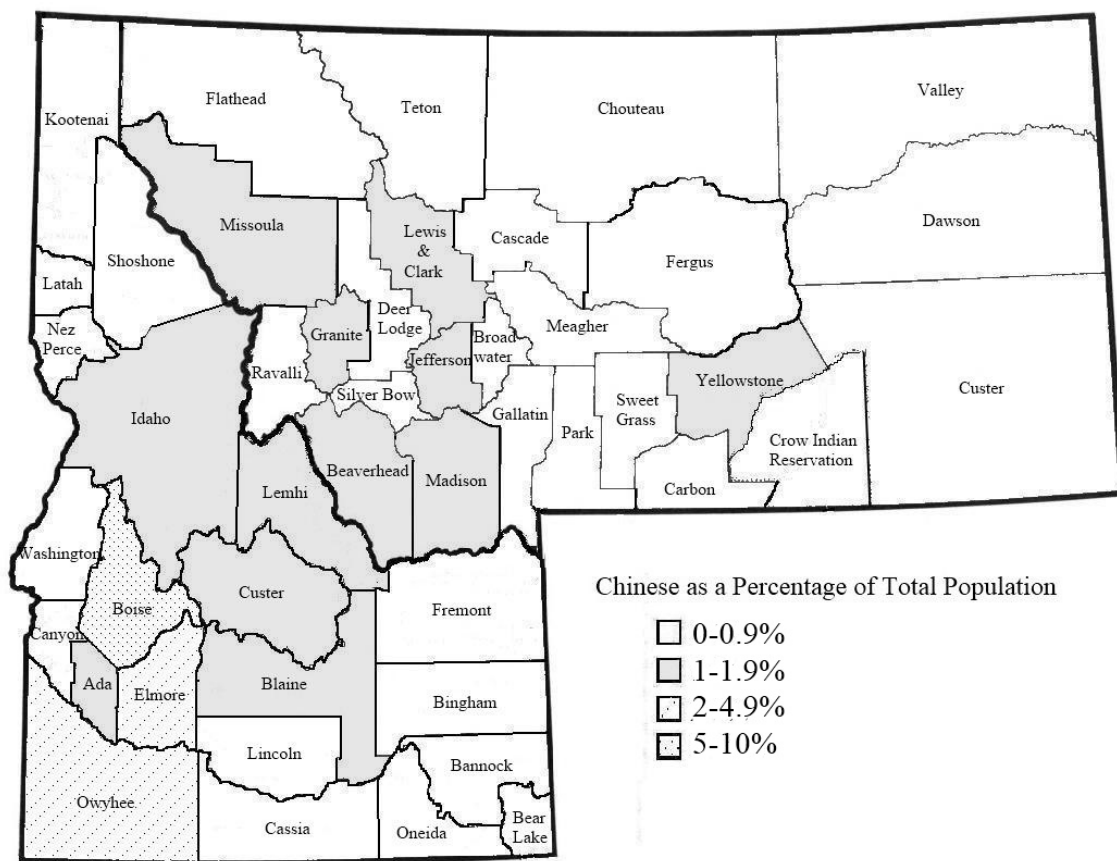 Kootenai
Flathead
Teton
Chouteau
Valley
Missoula
Lewis
&
Clark
Cascade
Fergus
Dawson
Shoshone
Latah
Nez
Perce
Granite
Deer
Lodge
Jefferson
Broad
water
Meagher
Ravalli
Silver Bow
Gallatin
Park
Sweet
Grass
Yellowstone
Custer
Crow Indian
Reservation
Carbon
Idaho
Lemhi
Beaverhead
Madison
Washington
Boise
Custer
Fremont
Canyon
Ada
Elmore
Blaine
Bingham
Lincoln
Bannock
Owyhee
Cassia
Oneida
Bear
Lake
Chinese as a Percentage of Total Population
0-0.9%
1-1.9%
2-4.9%
5-10%